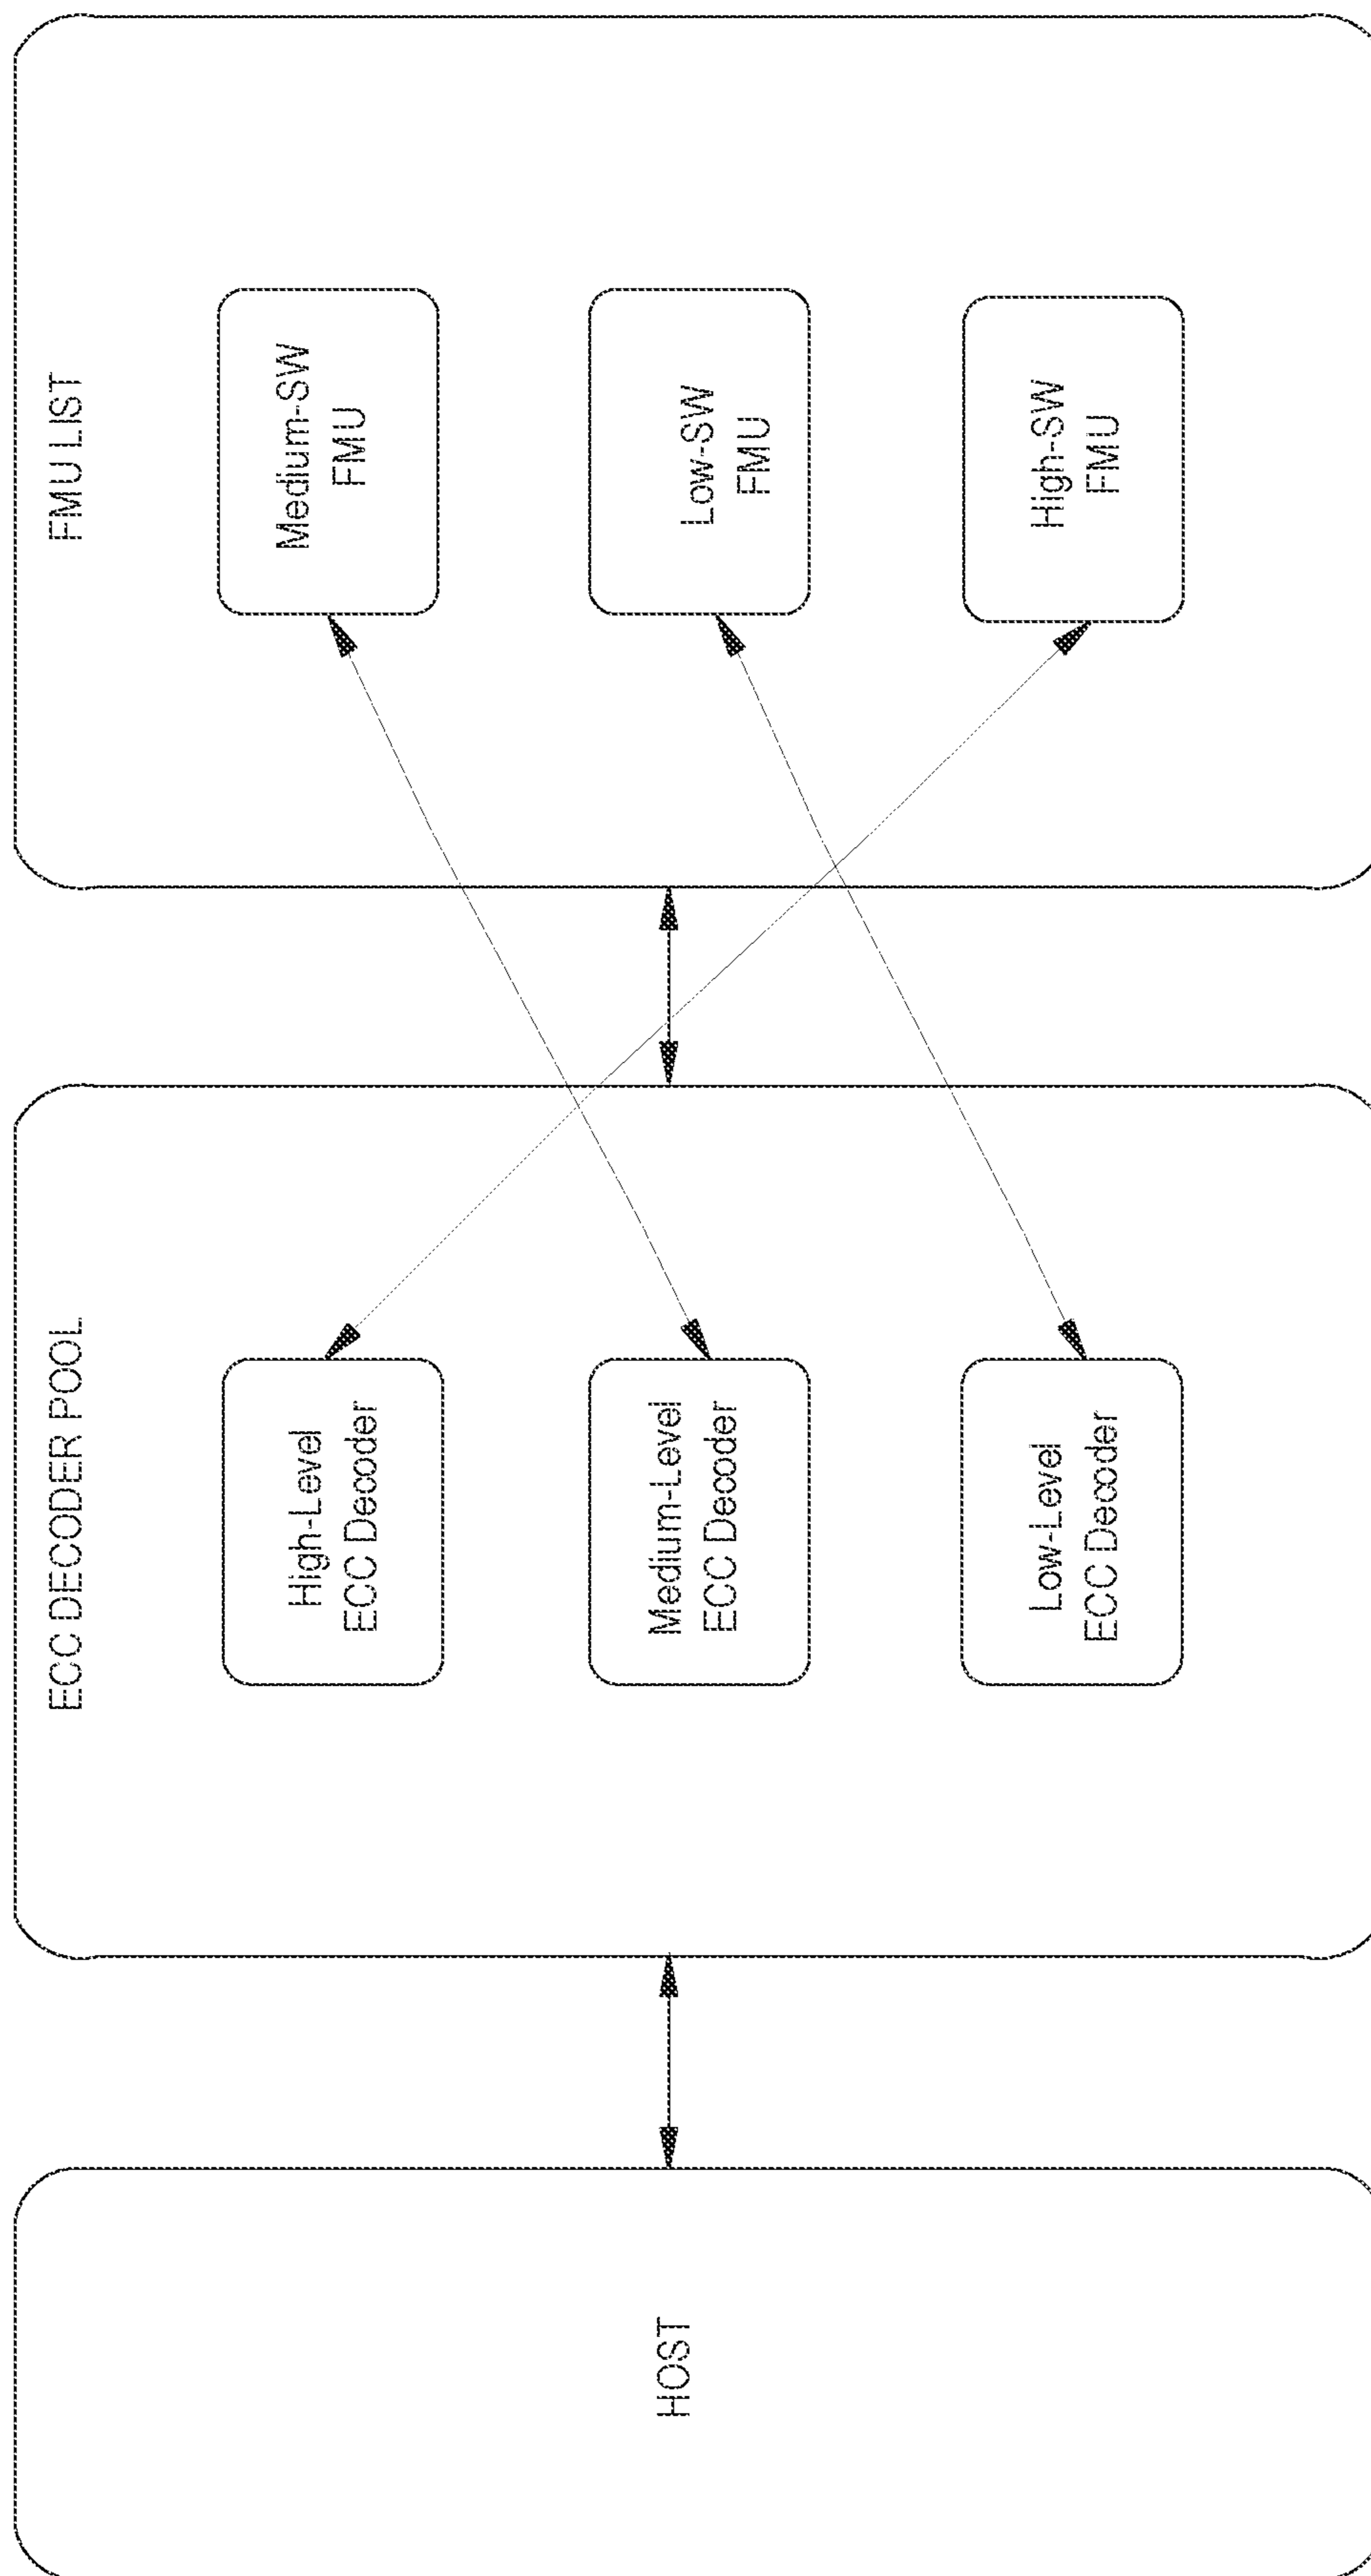 HOST
ECC DECODER POOL
High-Level
ECC Decoder
Medium-Level
ECC Decoder
Low-Level
ECC Decoder
FMU LIST
Medium-SW
FMU
Low-SW
FMU
High-SW
FMU